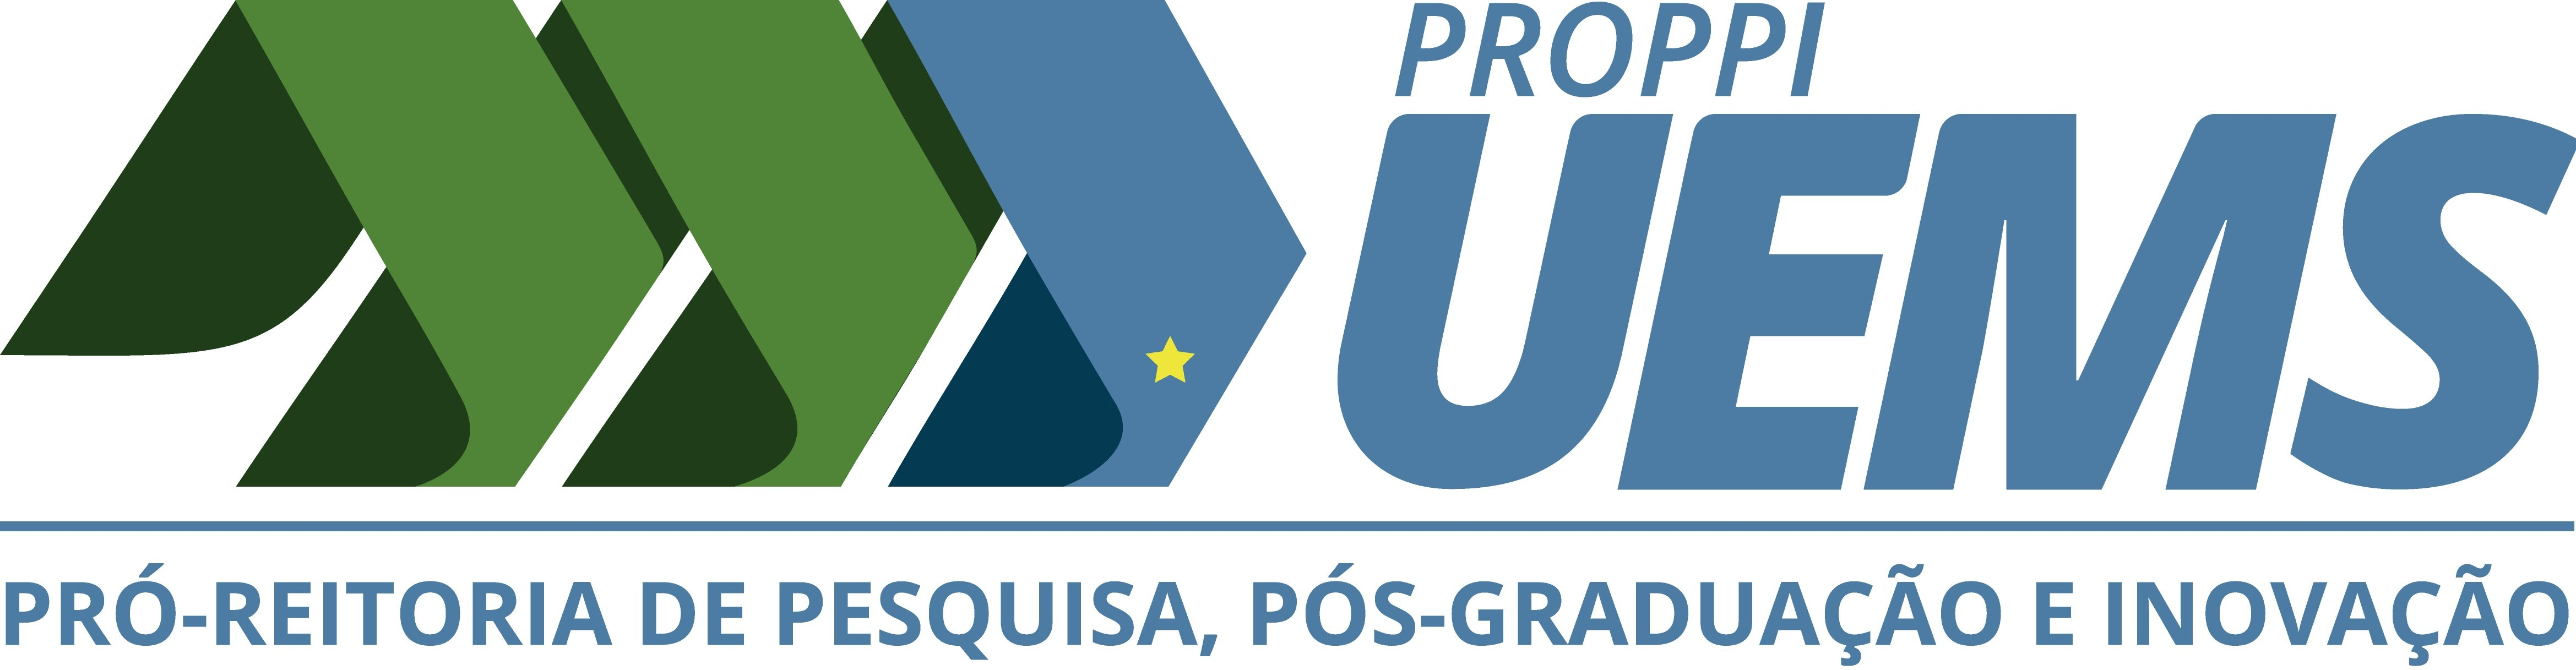 PROPPI
UEMS
PRÓ-REITORIA DE PESQUISA, PÓS-GRADUAÇÃO E INOVAÇÃO